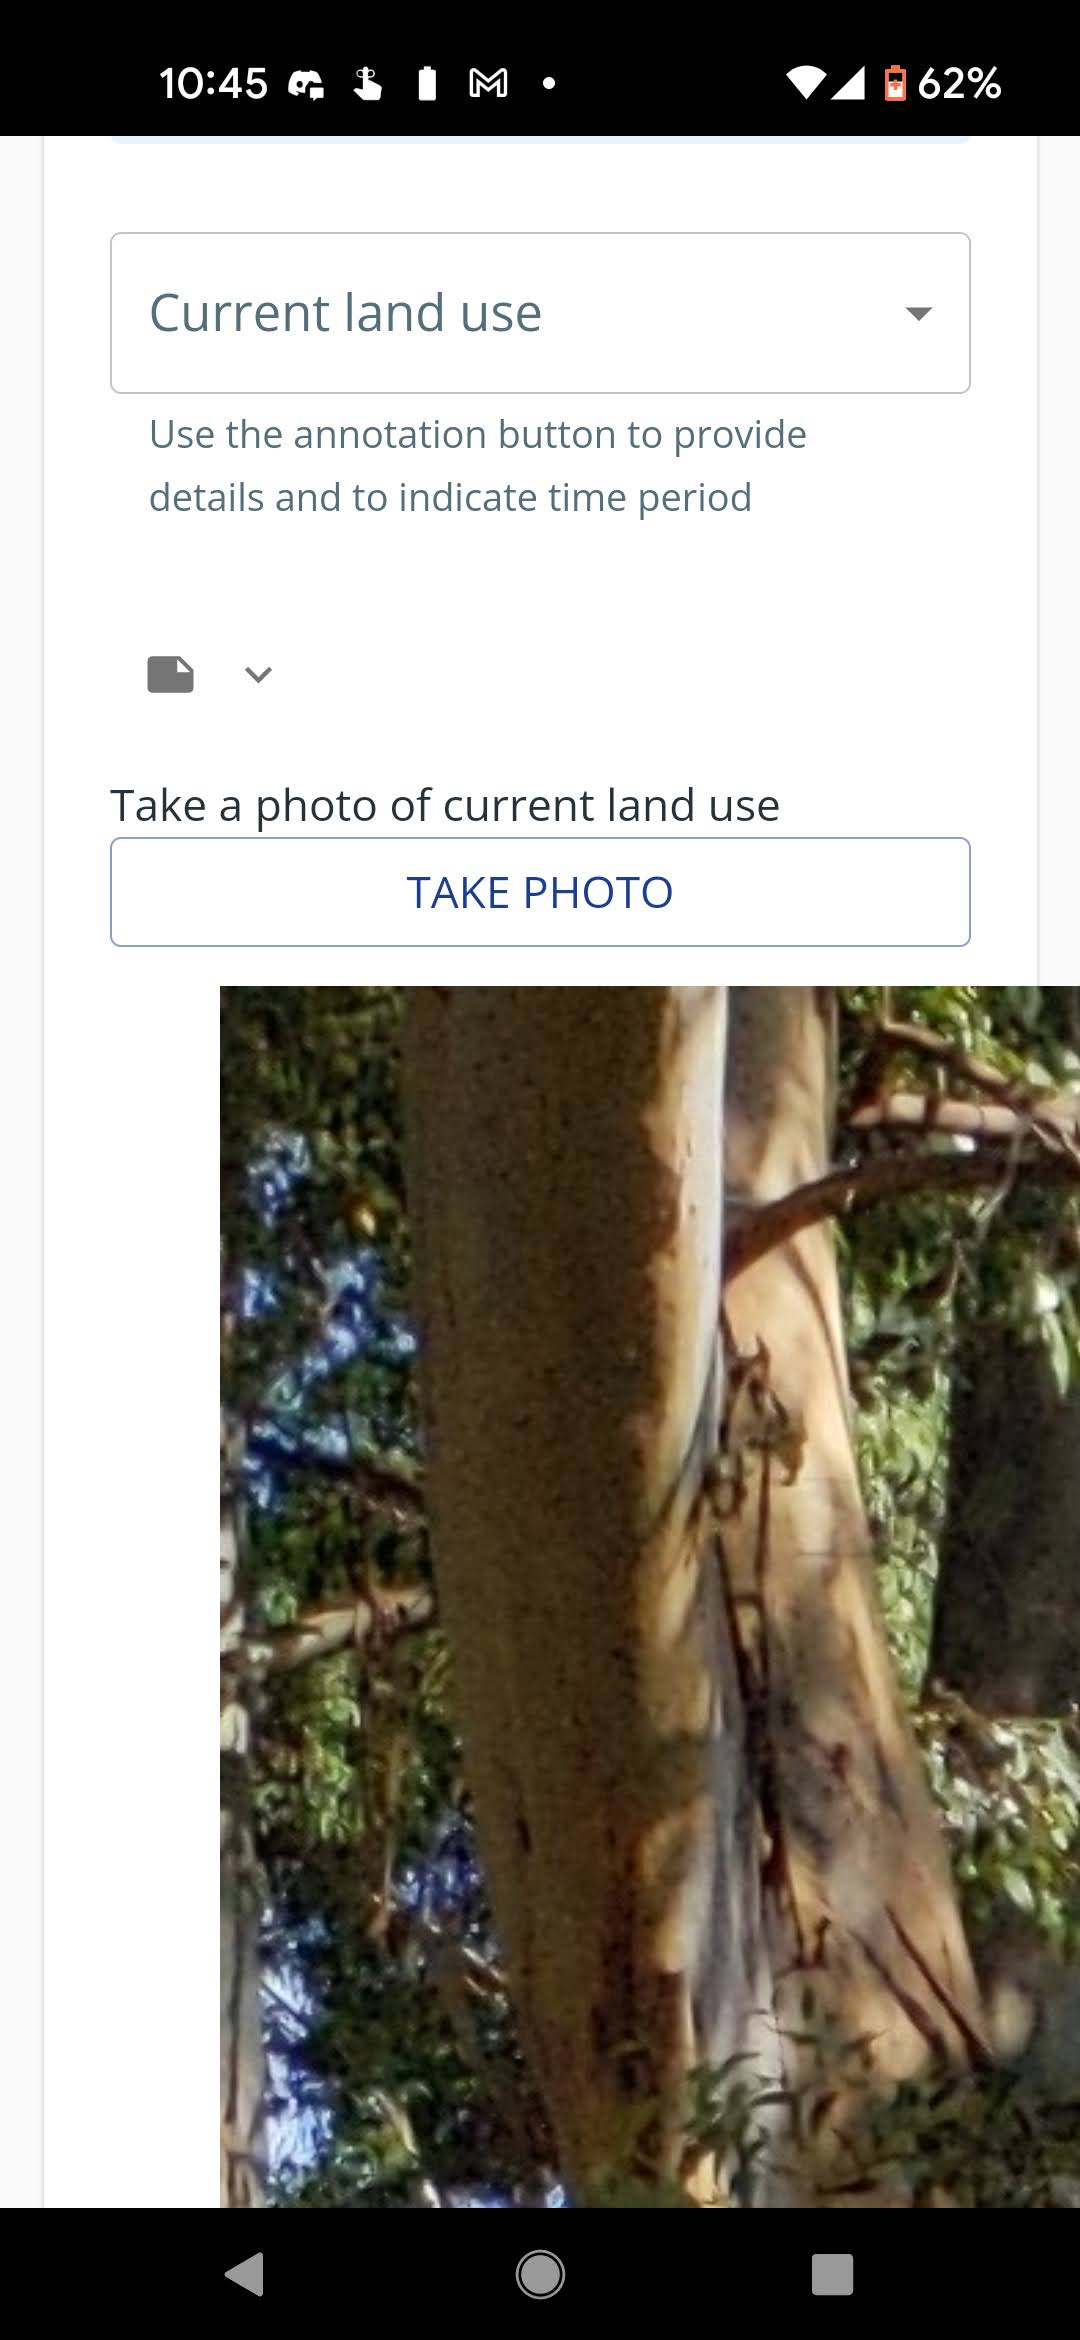 10:45 62%
Current land use
Use the annotation button to provide
details and to indicate time period
Take a photo of current land use
TAKE PHOTO